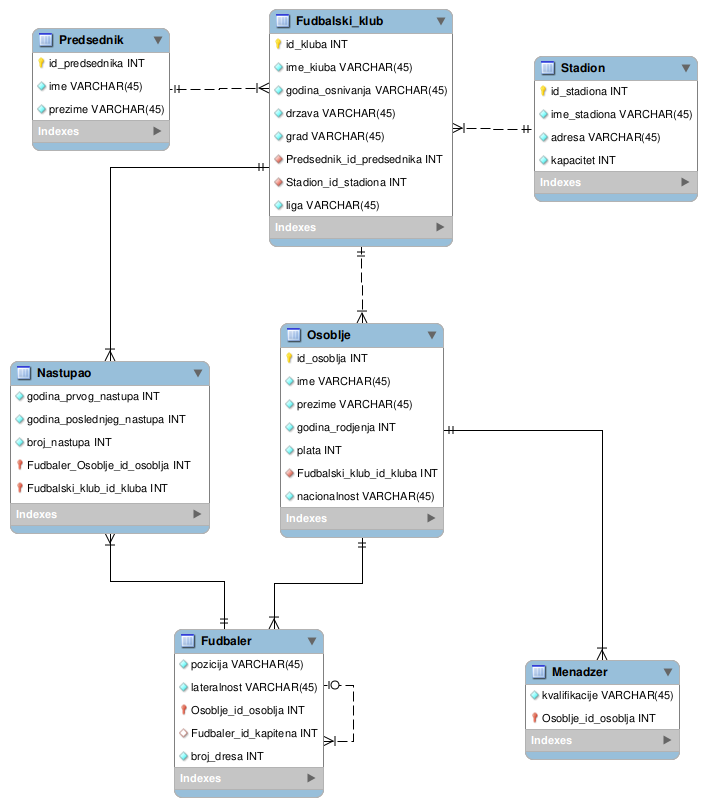 Predsednik
id_predsednika INT
ime VARCHAR(45)
prezime VARCHAR(45)
Indexes
Fudbalski_klub
id_kluba INT
ime_kluba VARCHAR(45)
godina_osnivanja VARCHAR(45)
drzava VARCHAR(45)
grad VARCHAR(45)
Predsednik_id_predsednika INT
Stadion_id_stadiona INT
liga VARCHAR(45)
Indexes
Stadion
id_stadiona INT
ime_stadiona VARCHAR(45)
adresa VARCHAR(45)
kapacitet INT
Indexes
Nastupao
godina_prvog_nastupa INT
godina_poslednjeg_nastupa INT
broj_nastupa INT
Fudbaler_Osoblje_id_osoblja INT
Fudbalski_klub_id_kluba INT
Indexes
Osoblje
id_osoblja INT
ime VARCHAR(45)
prezime VARCHAR(45)
godina_rodjenja INT
plata INT
Fudbalski_klub_id_kluba INT
nacionalnost VARCHAR(45)
Indexes
Fudbaler
pozicija VARCHAR(45)
lateralnost VARCHAR(45)
Osoblje_id_osoblja INT
Fudbaler_id_kapitena INT
broj_dresa INT
Indexes
Menadzer
kvalifikacije VARCHAR(45)
Osoblje_id_osoblja INT
Indexes